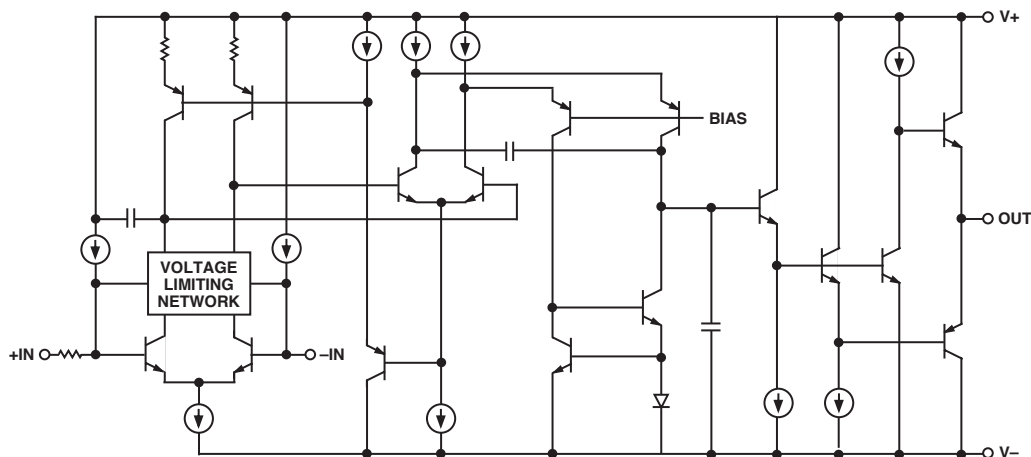 V+
BIAS
OUT
VOLTAGE
LIMITING
NETWORK
+IN
–IN
V–